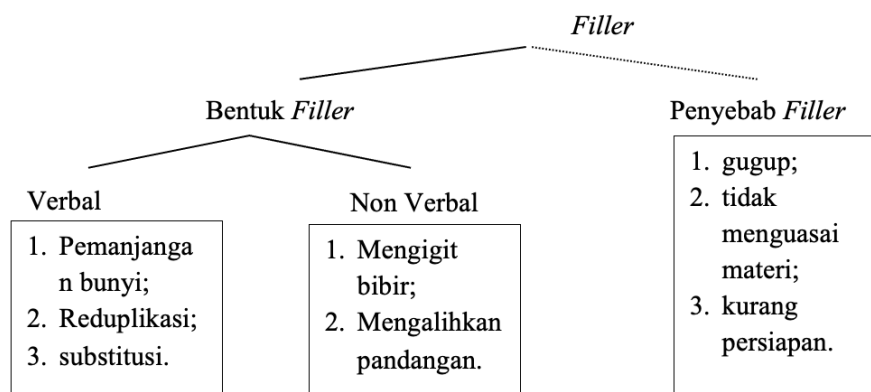 Filler
Bentuk Filler
Penyebab Filler
Verbal
1. Pemanjanga
n bunyi;
2. Reduplikasi;
3. substitusi.
Non Verbal
1. Mengigit
bibir;
2. Mengalihkan
pandangan.
1. gugup;
2. tidak
menguasai
materi;
3. kurang
persiapan.